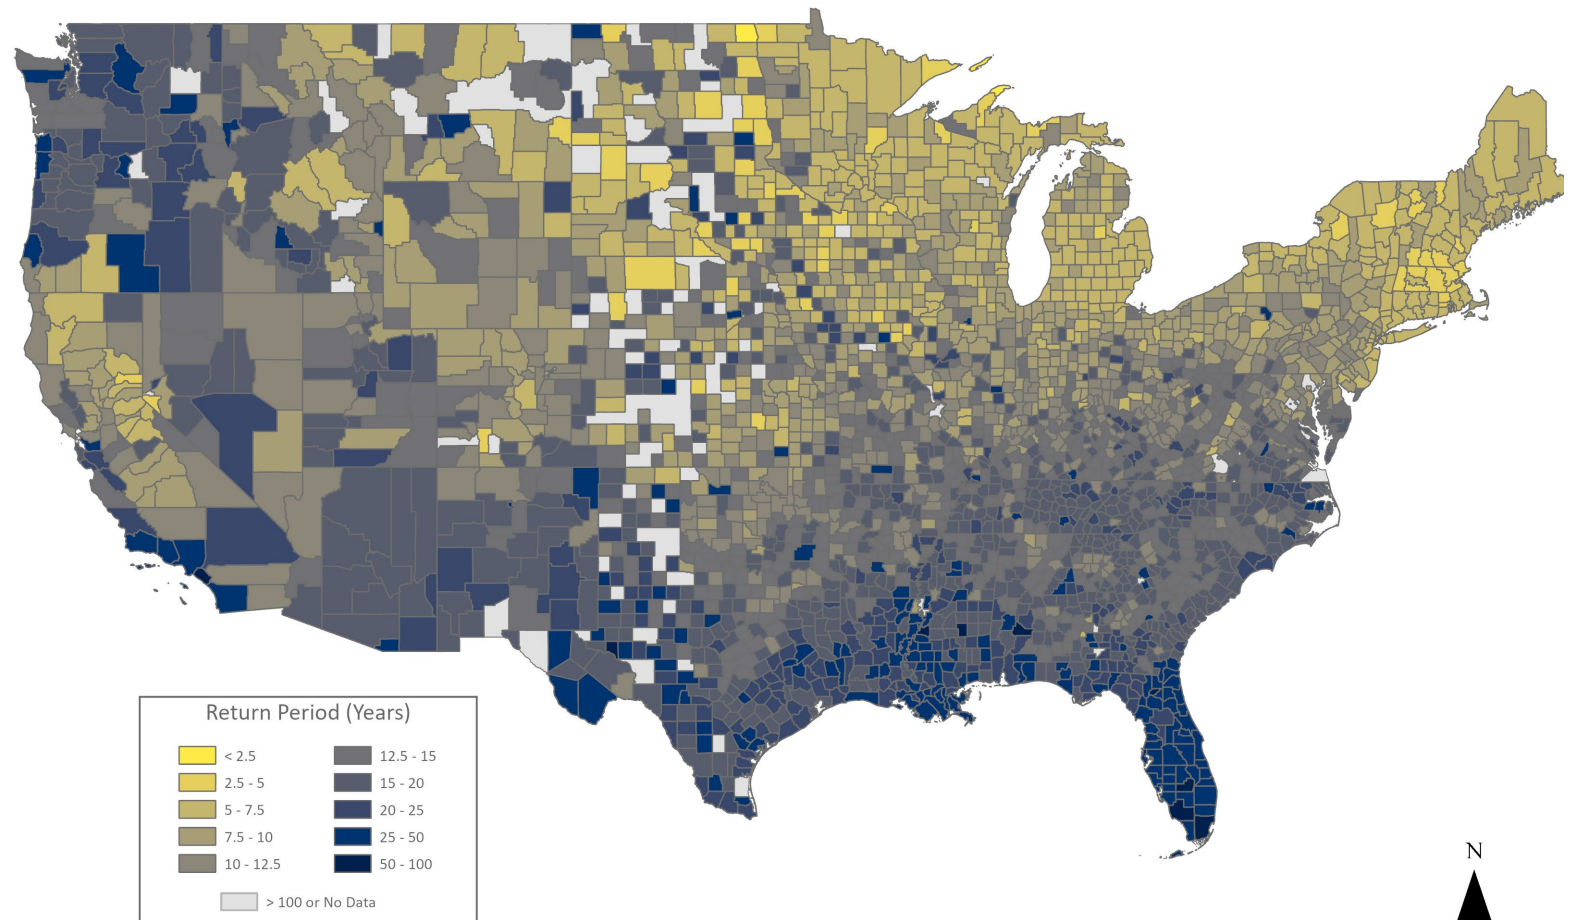 Return Period (Years)
< 2.5
2.5 - 5
5 - 7.5
7.5 - 10
10 - 12.5
12.5 - 15
15 - 20
20 - 25
25 - 50
50 - 100
> 100 or No Data
N